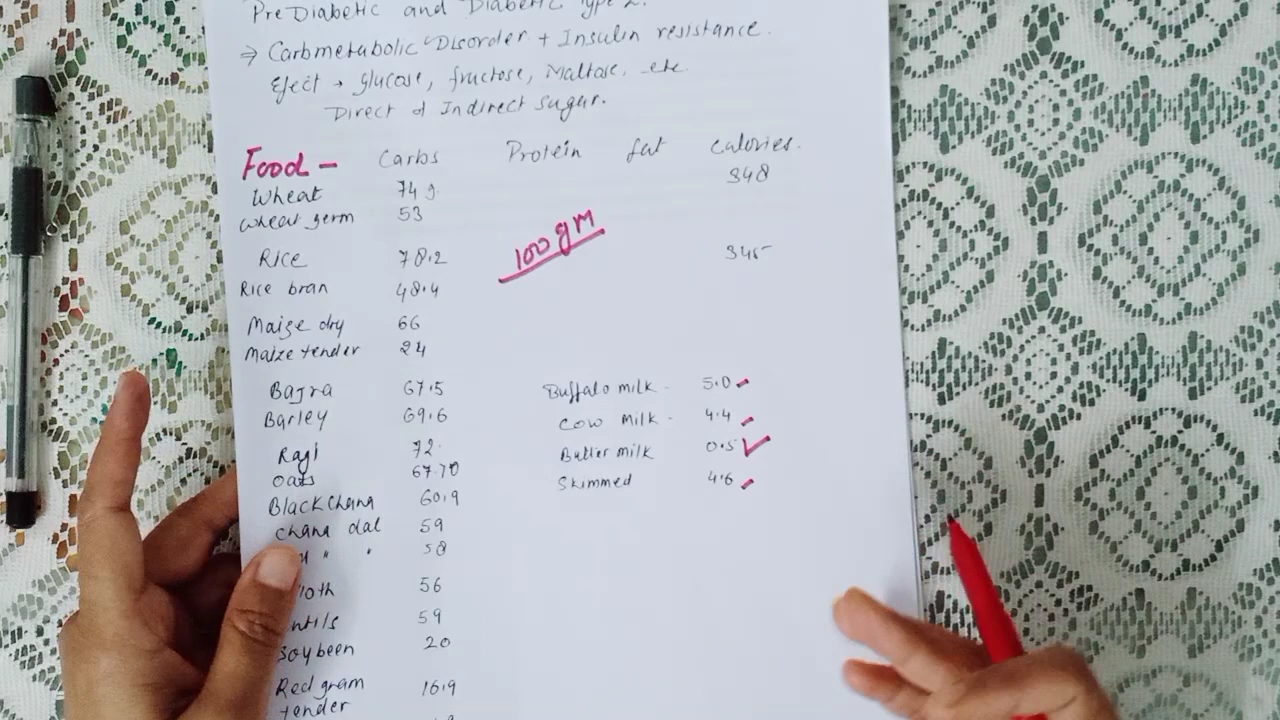 PreDiabetic and Diabetic Type 2.
⇒ Carbmetabolic Disorder + Insulin resistance.
Efect → glucose, fructose, Maltose, etc.
Direct & Indirect sugar.
Food - Carbs Protein fat Calories.
Wheat 74 g 348
Wheat germ 53
100 gm
Rice 78.2 345
Rice bran 48.4
Maize dry 66
Maize tender 24
Bajra 67.5 Buffalo milk - 5.0
Barley 69.6 Cow milk - 4.4
Ragi 72. Butter milk 0.5 ✓
Oats 67.70 Skimmed 4.6
Black chana 60.9
chana dal 59
" " 58
oth 56
ntils 59
Soybeen 20
Red gram 16.9
tender